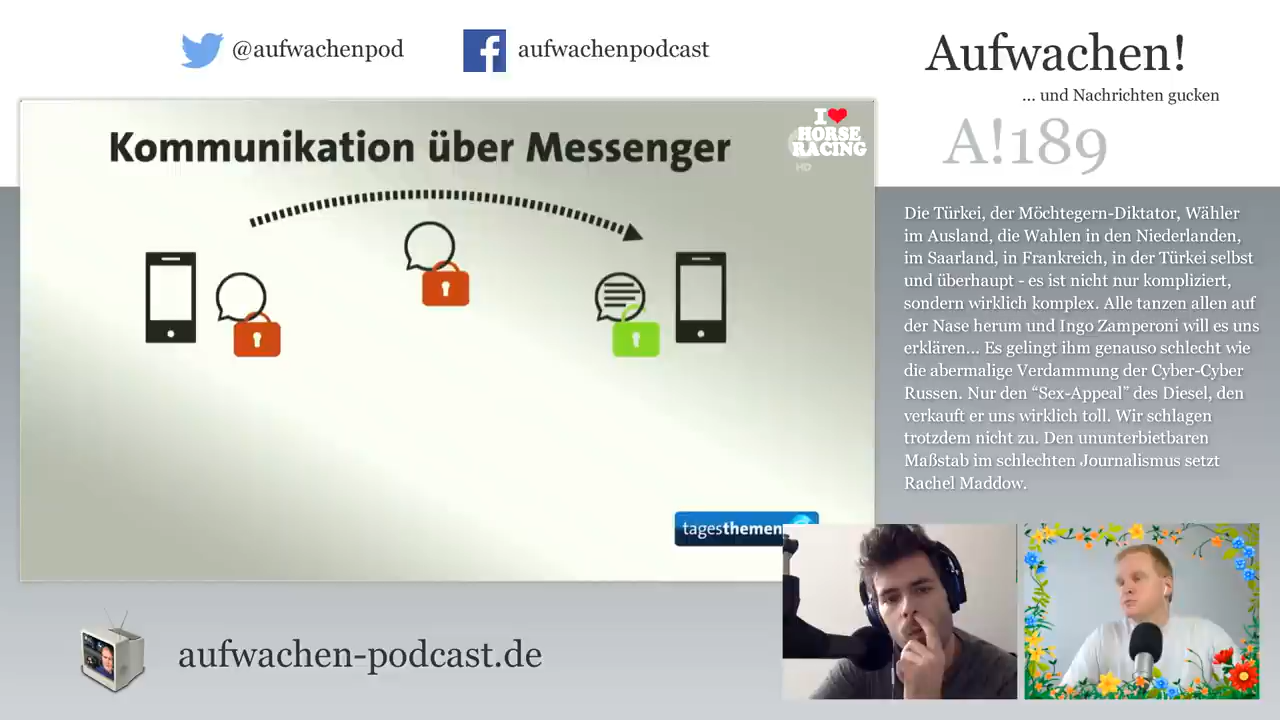 @aufwachenpod
aufwachenpodcast
Aufwachen!
... und Nachrichten gucken
A!189
Kommunikation über Messenger
I
HORSE
RACING
HD
Die Türkei, der Möchtegern-Diktator, Wähler
im Ausland, die Wahlen in den Niederlanden,
im Saarland, in Frankreich, in der Türkei selbst
und überhaupt - es ist nicht nur kompliziert,
sondern wirklich komplex. Alle tanzen allen auf
der Nase herum und Ingo Zamperoni will es uns
erklären... Es gelingt ihm genauso schlecht wie
die abermalige Verdammung der Cyber-Cyber
Russen. Nur den “Sex-Appeal” des Diesel, den
verkauft er uns wirklich toll. Wir schlagen
trotzdem nicht zu. Den ununterbietbaren
Maßstab im schlechten Journalismus setzt
Rachel Maddow.
tagesthemen
aufwachen-podcast.de